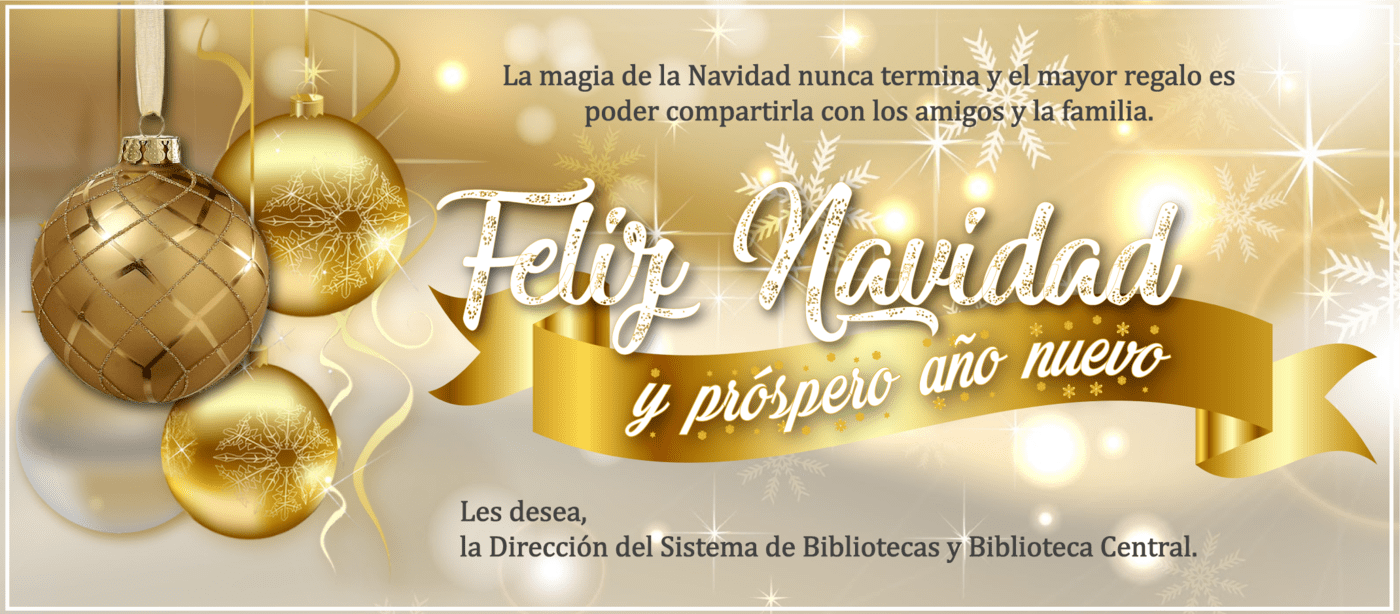 La magia de la Navidad nunca termina y el mayor regalo es
poder compartirla con los amigos y la familia.
Feliz Navidad
y próspero año nuevo
Les desea,
la Dirección del Sistema de Bibliotecas y Biblioteca Central.